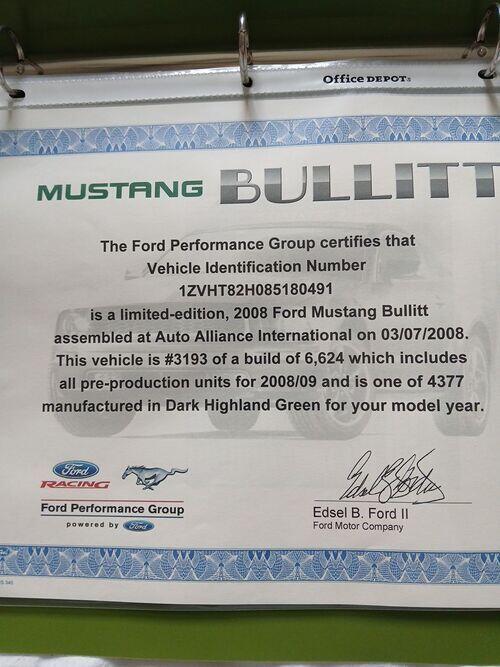 Office DEPOT
MUSTANG BULLITT
The Ford Performance Group certifies that
Vehicle Identification Number
1ZVHT82H085180491
is a limited-edition, 2008 Ford Mustang Bullitt
assembled at Auto Alliance International on 03/07/2008.
This vehicle is #3193 of a build of 6,624 which includes
all pre-production units for 2008/09 and is one of 4377
manufactured in Dark Highland Green for your model year.
Ford
RACING
Ford Performance Group
powered by Ford
Edsel B. Ford II
Ford Motor Company